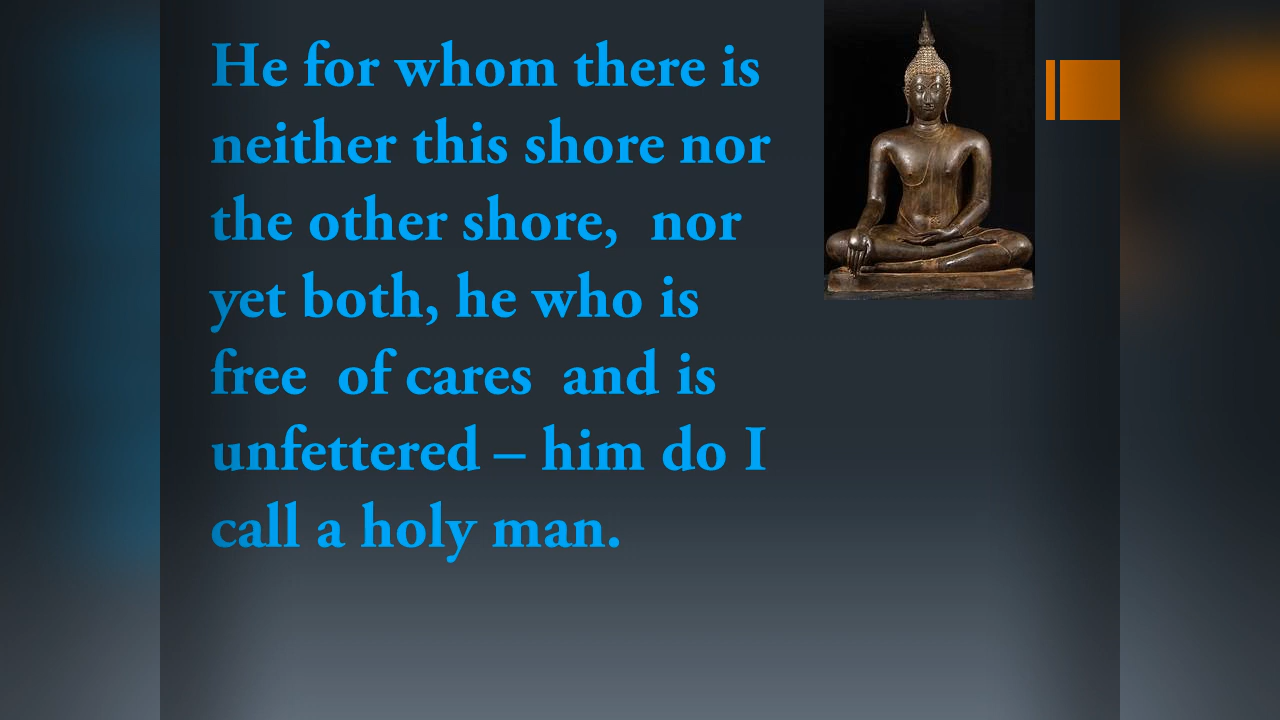 He for whom there is
neither this shore nor
the other shore,  nor
yet both, he who is
free  of cares  and is
unfettered – him do I
call a holy man.